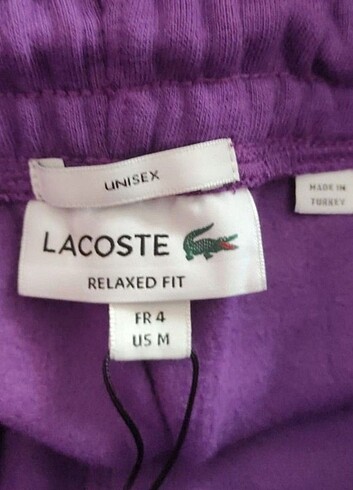 UNISEX
LACOSTE
RELAXED FIT
FR 4
US M
MADE IN
TURKEY